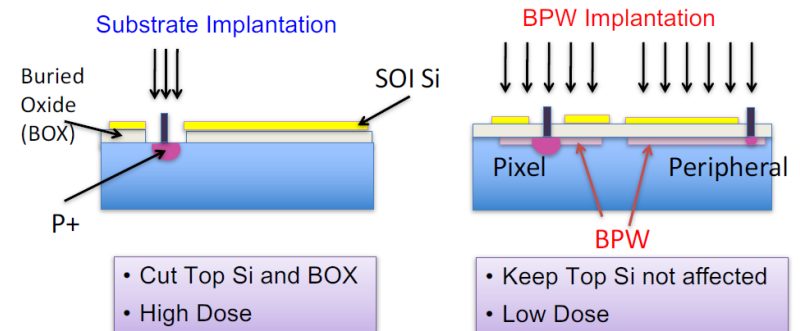 Substrate Implantation
Buried
Oxide
(BOX)
SOI Si
P+
• Cut Top Si and BOX
• High Dose
BPW Implantation
Pixel
Peripheral
BPW
• Keep Top Si not affected
• Low Dose